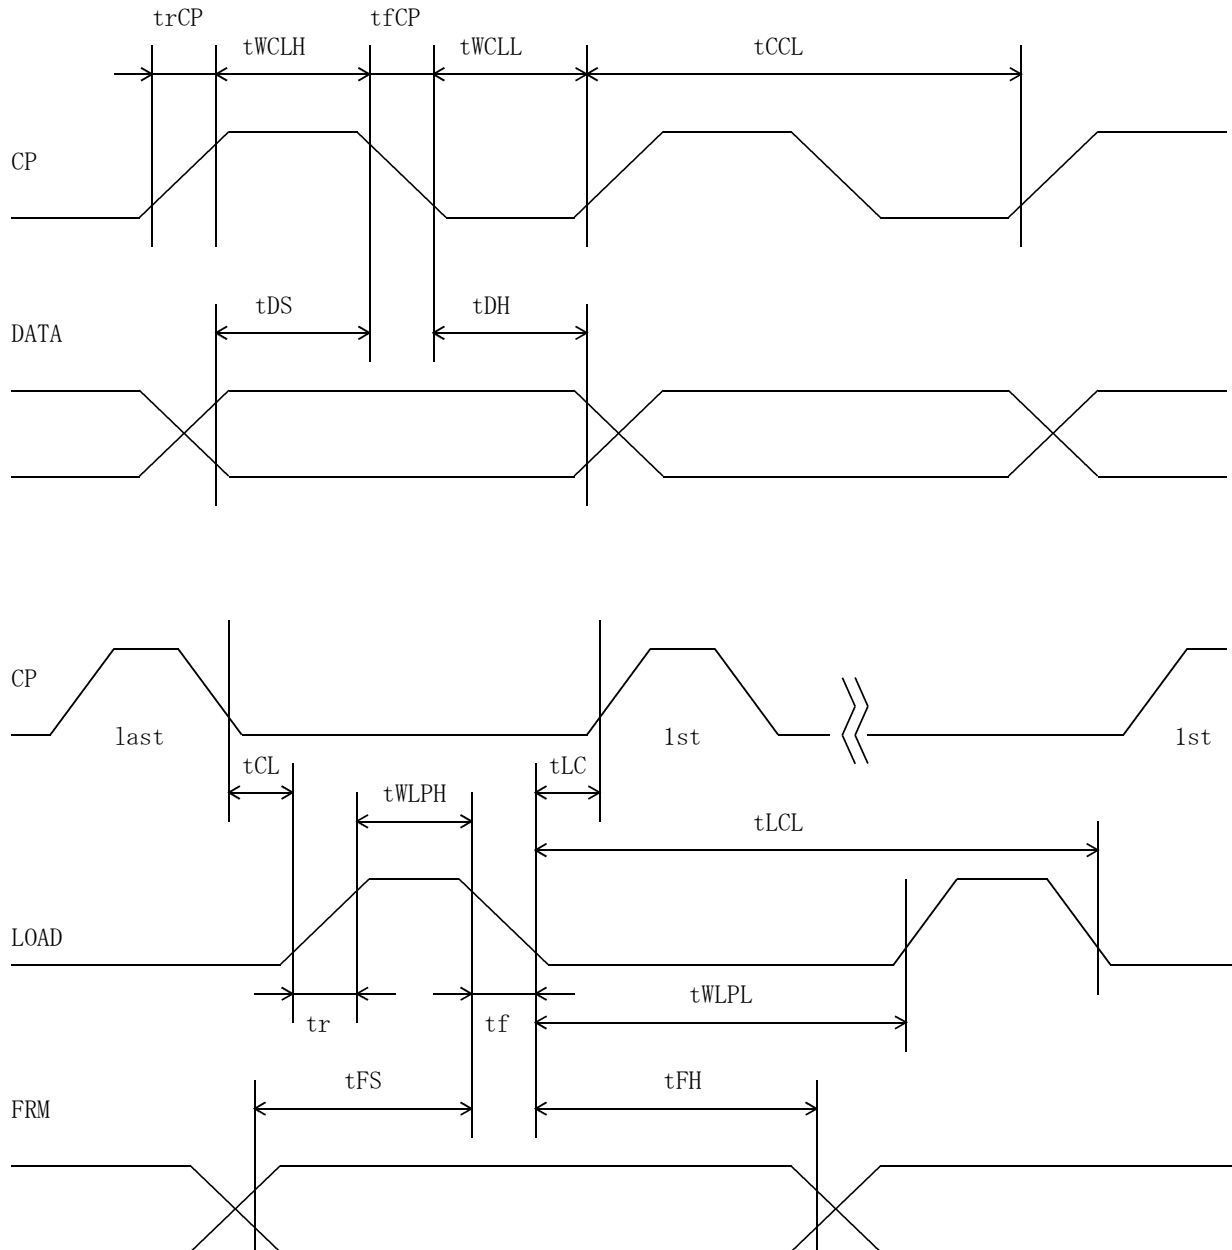 trCP
tfCP
tWCLH
tWCLL
tCCL
CP
tDS
tDH
DATA
CP
last
1st
1st
tCL
tLC
tWLPH
tLCL
LOAD
tWLPL
tr
tf
tFS
tFH
FRM